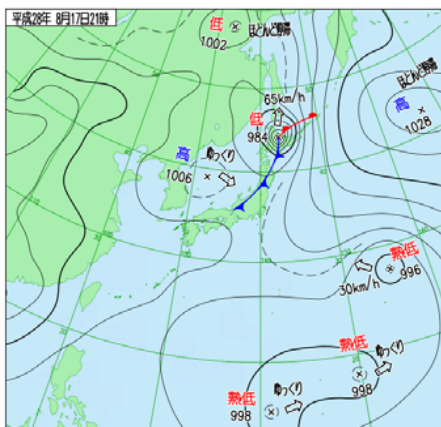 平成28年 8月17日21時
低
1002
ほとんど停滞
65km/h
低
984
ほとんど停滞
高
1028
高
ゆっくり
1006
熱低
996
30km/h
熱低
ゆっくり
998
熱低
ゆっくり
998